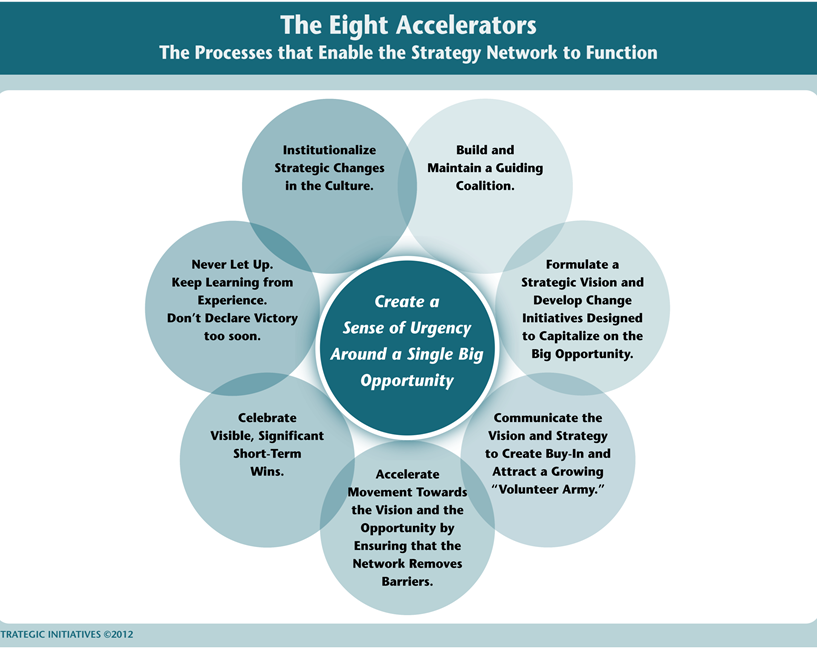 The Eight Accelerators
The Processes that Enable the Strategy Network to Function
Institutionalize
Strategic Changes
in the Culture.
Build and
Maintain a Guiding
Coalition.
Never Let Up.
Keep Learning from
Experience.
Don't Declare Victory
too soon.
Create a
Sense of Urgency
Around a Single Big
Opportunity
Formulate a
Strategic Vision and
Develop Change
Initiatives Designed
to Capitalize on the
Big Opportunity.
Celebrate
Visible, Significant
Short-Term
Wins.
Communicate the
Vision and Strategy
to Create Buy-In and
Attract a Growing
“Volunteer Army.”
Accelerate
Movement Towards
the Vision and the
Opportunity by
Ensuring that the
Network Removes
Barriers.
TRATEGIC INITIATIVES ©2012